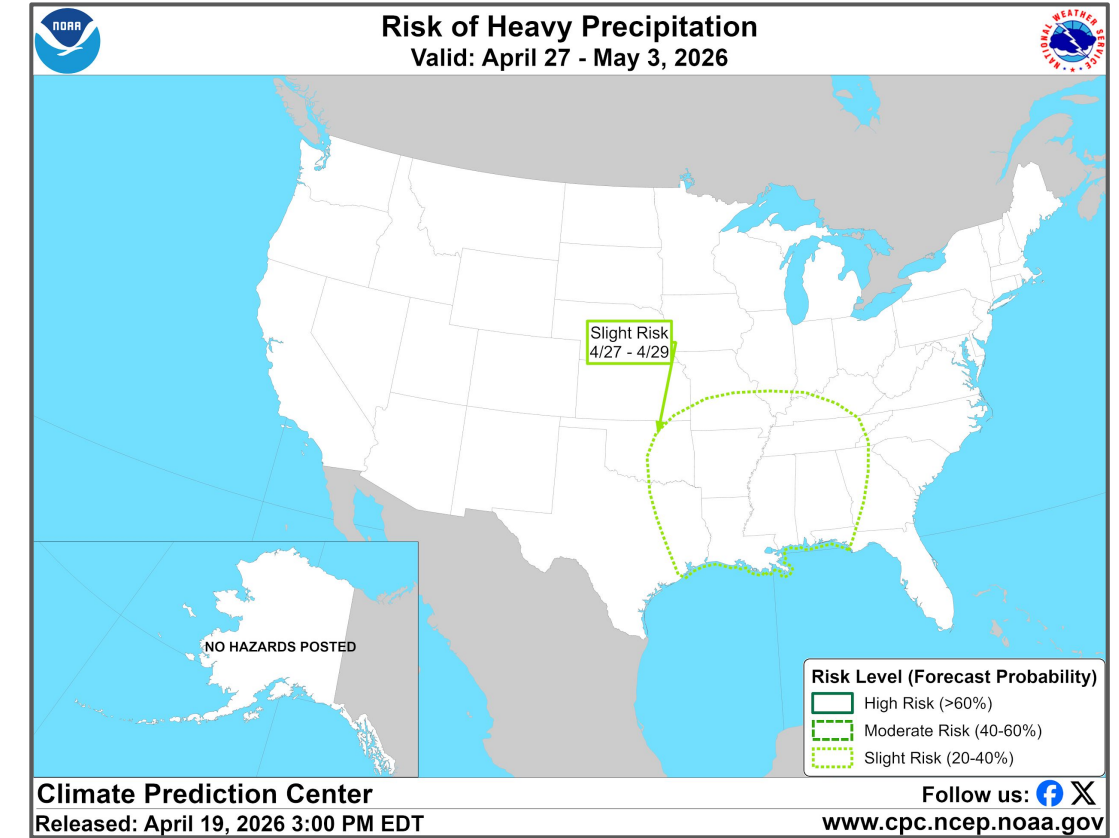 NOAA
Risk of Heavy Precipitation
Valid: April 27 - May 3, 2026
NATIONAL WEATHER SERVICE
Slight Risk
4/27 - 4/29
NO HAZARDS POSTED
Risk Level (Forecast Probability)
High Risk (>60%)
Moderate Risk (40-60%)
Slight Risk (20-40%)
Climate Prediction Center
Follow us:
Released: April 19, 2026 3:00 PM EDT
www.cpc.ncep.noaa.gov